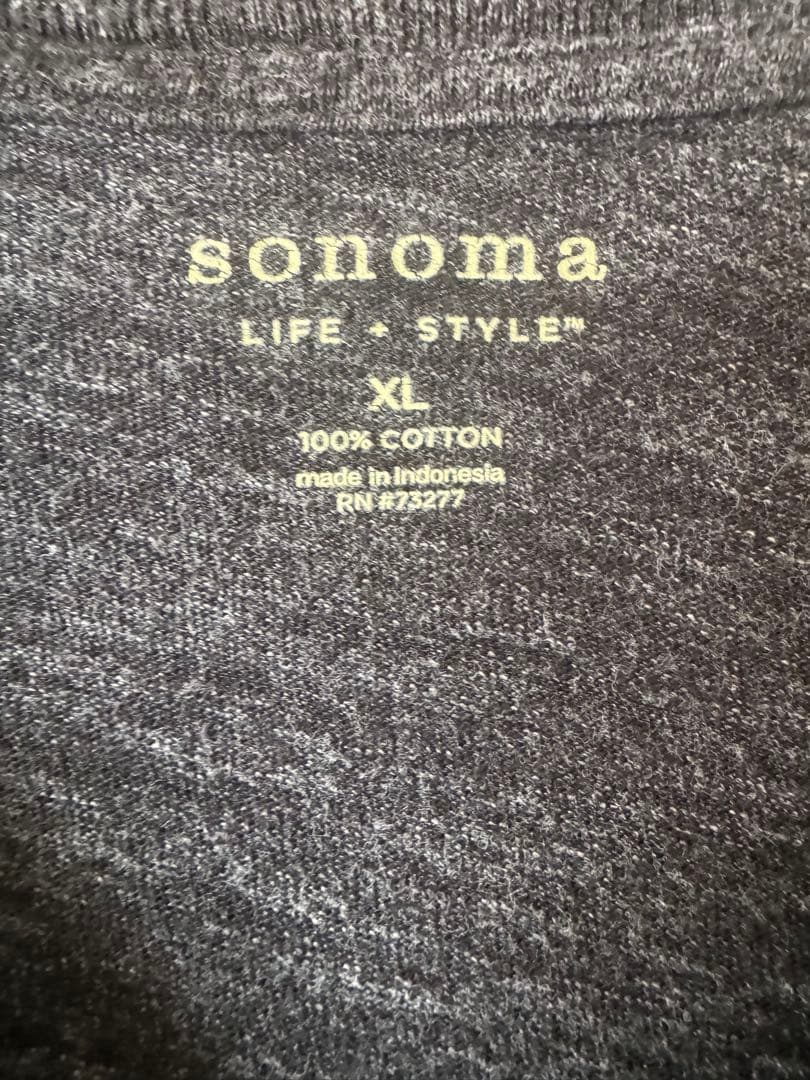 sonoma
LIFE + STYLE™
XL
100% COTTON
made in Indonesia
RN #73277